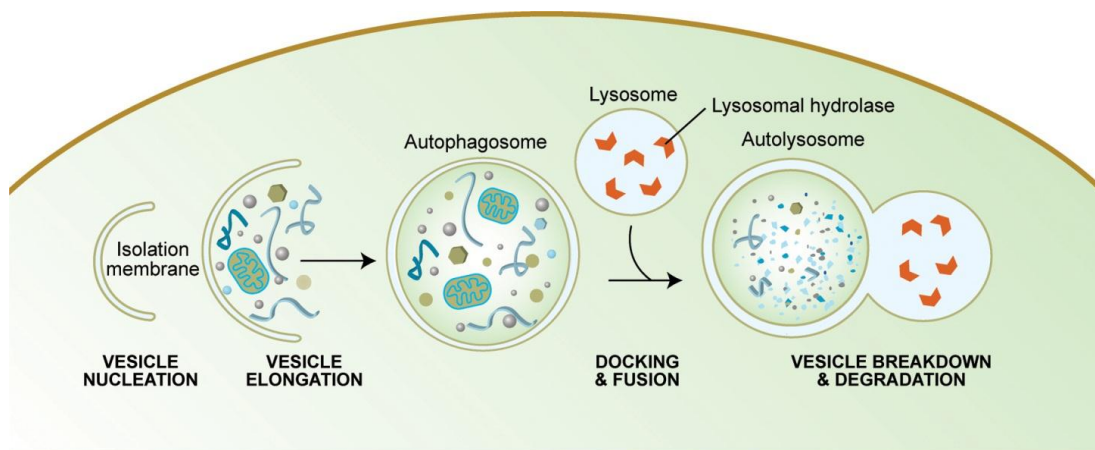 Lysosome
Lysosomal hydrolase
Autophagosome
Autolysosome
Isolation
membrane
VESICLE
NUCLEATION
VESICLE
ELONGATION
DOCKING
& FUSION
VESICLE BREAKDOWN
& DEGRADATION